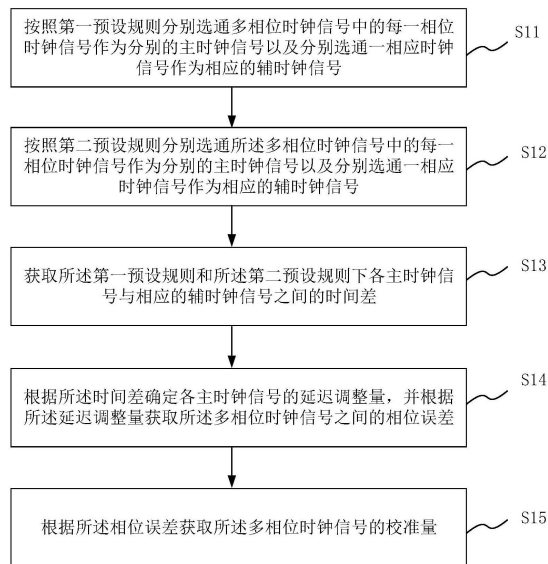 按照第一预设规则分别选通多相位时钟信号中的每一相位
时钟信号作为分别的主时钟信号以及分别选通一相应时钟
信号作为相应的辅时钟信号
S11
按照第二预设规则分别选通所述多相位时钟信号中的每一
相位时钟信号作为分别的主时钟信号以及分别选通一相应
时钟信号作为相应的辅时钟信号
S12
获取所述第一预设规则和所述第二预设规则下各主时钟信
号与相应的辅时钟信号之间的时间差
S13
根据所述时间差确定各主时钟信号的延迟调整量，并根据
所述延迟调整量获取所述多相位时钟信号之间的相位误差
S14
根据所述相位误差获取所述多相位时钟信号的校准量
S15